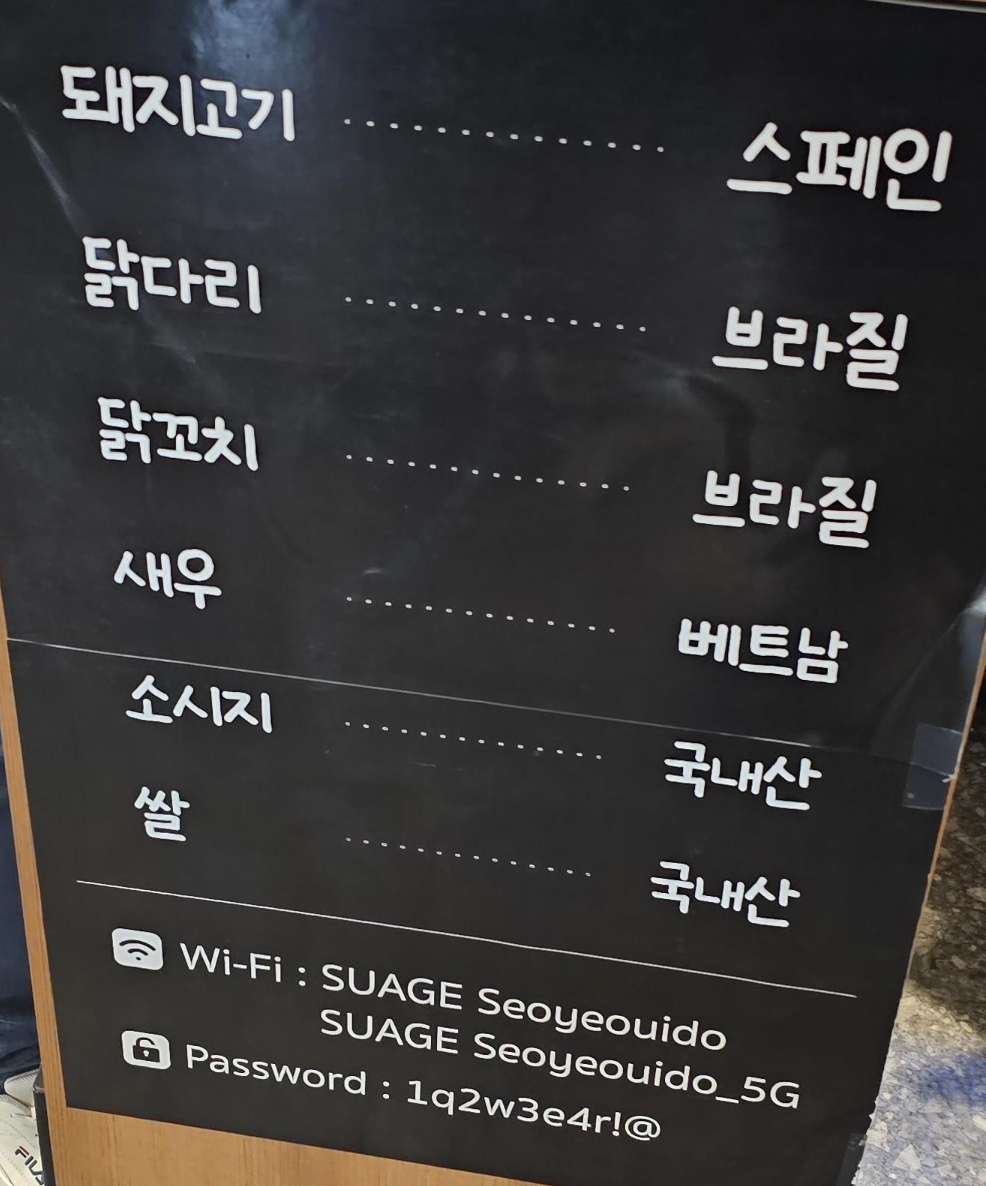 돼지고기 ............... 스페인
닭다리 ............... 브라질
닭꼬치 ............... 브라질
새우 ............... 베트남
소시지 ............... 국내산
쌀 ............... 국내산
Wi-Fi : SUAGE Seoyeouido
SUAGE Seoyeouido_5G
Password : 1q2w3e4r!@
FILA